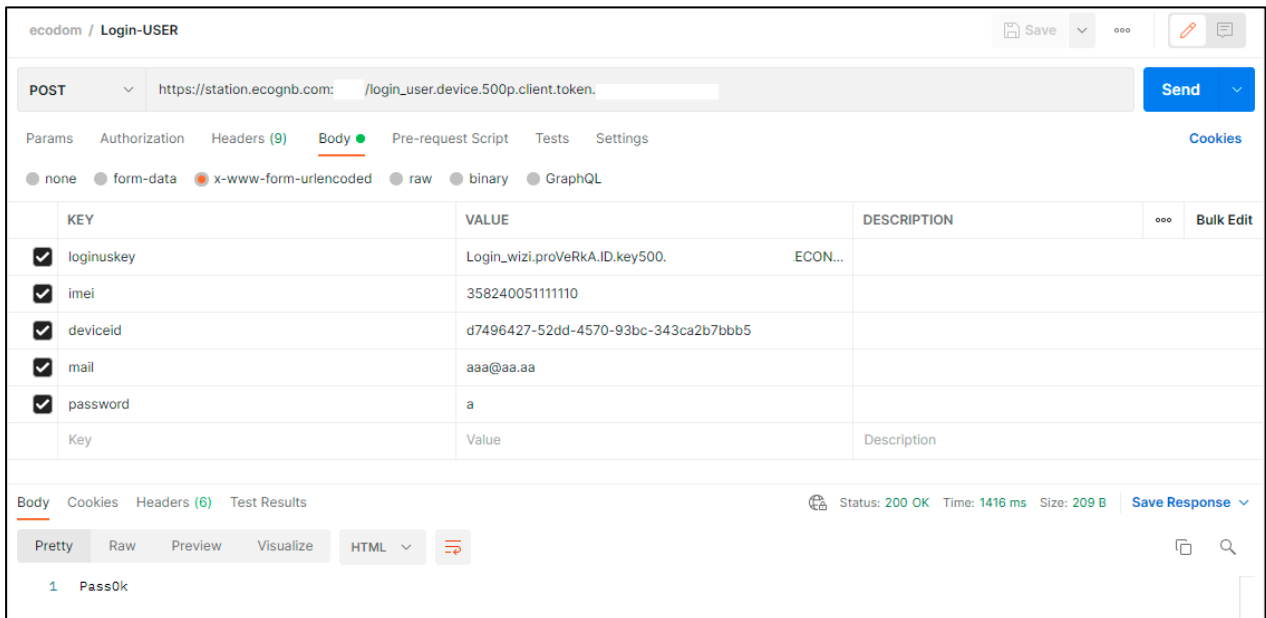 ecodom / Login-USER Save
POST https://station.ecognb.com: /login_user.device.500p.client.token. Send
Params Authorization Headers (9) Body Pre-request Script Tests Settings Cookies
none form-data x-www-form-urlencoded raw binary GraphQL
KEY VALUE DESCRIPTION Bulk Edit
loginuskey Login_wizi.proVeRkA.ID.key500. ECON...
imei 358240051111110
deviceid d7496427-52dd-4570-93bc-343ca2b7bbb5
mail aaa@aa.aa
password a
Key Value Description
Body Cookies Headers (6) Test Results Status: 200 OK Time: 1416 ms Size: 209 B Save Response
Pretty Raw Preview Visualize HTML
1 PassOk